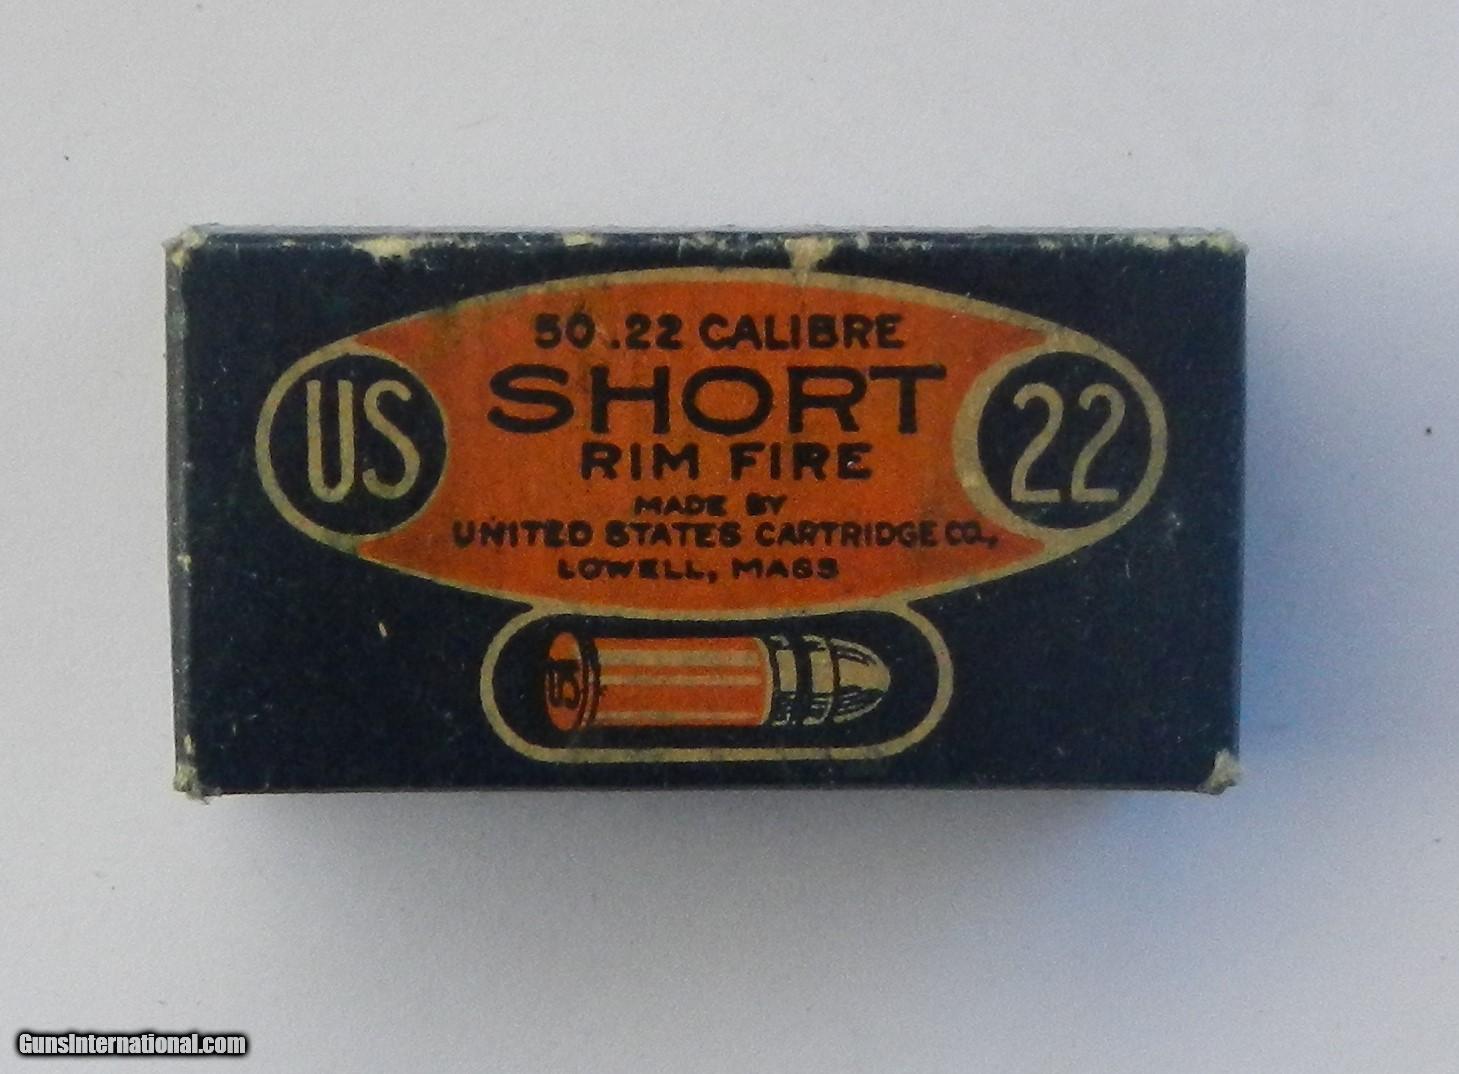 50 .22 CALIBRE
SHORT
US
22
RIM FIRE
MADE BY
UNITED STATES CARTRIDGE CO.,
LOWELL, MASS
US
GunsInternational.com